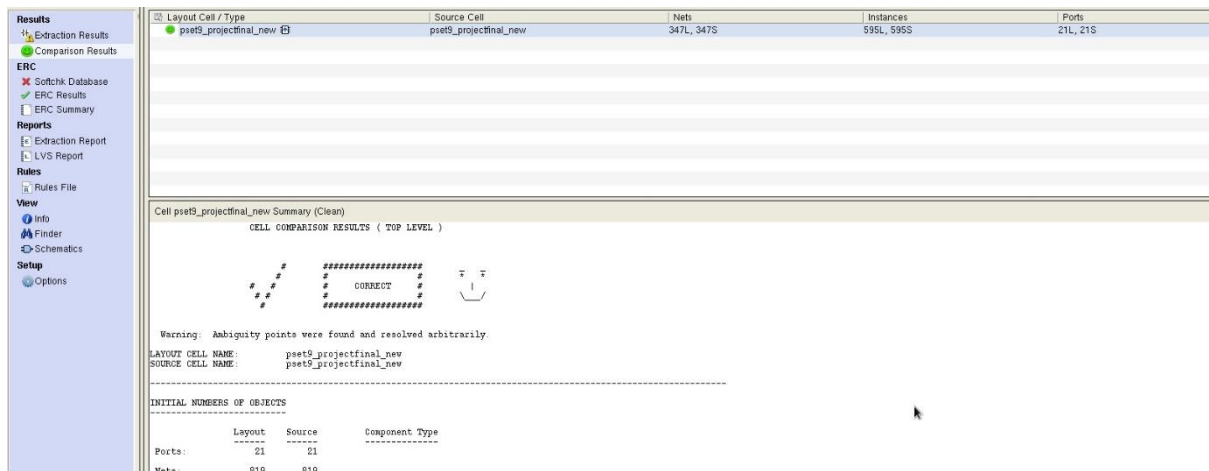 Results
Extraction Results
Comparison Results
ERC
Softchk Database
ERC Results
ERC Summary
Reports
Extraction Report
LVS Report
Rules
Rules File
View
Info
Finder
Schematics
Setup
Options
Layout Cell / Type Source Cell Nets Instances Ports
pset9_projectfinal_new pset9_projectfinal_new 347L, 347S 595L, 595S 21L, 21S
Cell pset9_projectfinal_new Summary (Clean)
CELL COMPARISON RESULTS ( TOP LEVEL )
CORRECT
Warning: Ambiguity points were found and resolved arbitrarily.
LAYOUT CELL NAME: pset9_projectfinal_new
SOURCE CELL NAME: pset9_projectfinal_new
INITIAL NUMBERS OF OBJECTS
Layout Source Component Type
Ports: 21 21
Nets: 819 819